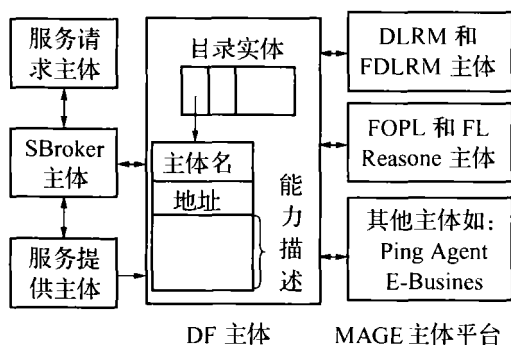 服务请
求主体
SBroker
主体
服务提
供主体
目录实体
主体名
地址
能力描述
DF 主体
DLRM 和
FDLRM 主体
FOPL 和 FL
Reasone 主体
其他主体如:
Ping Agent
E-Busines
MAGE 主体平台